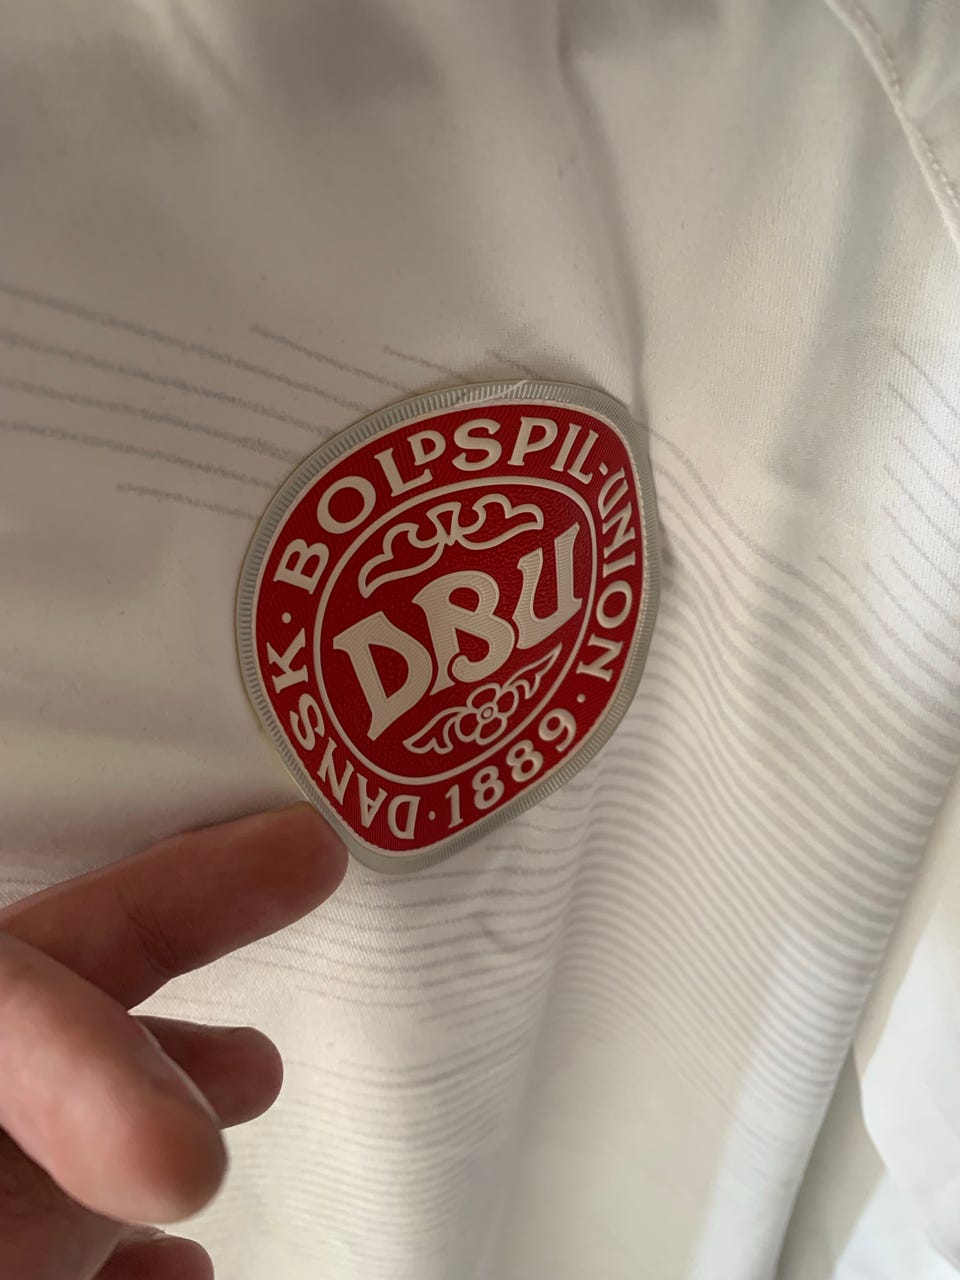 DANSK · BOLDSPIL-UNION
· 1889 ·
DBU